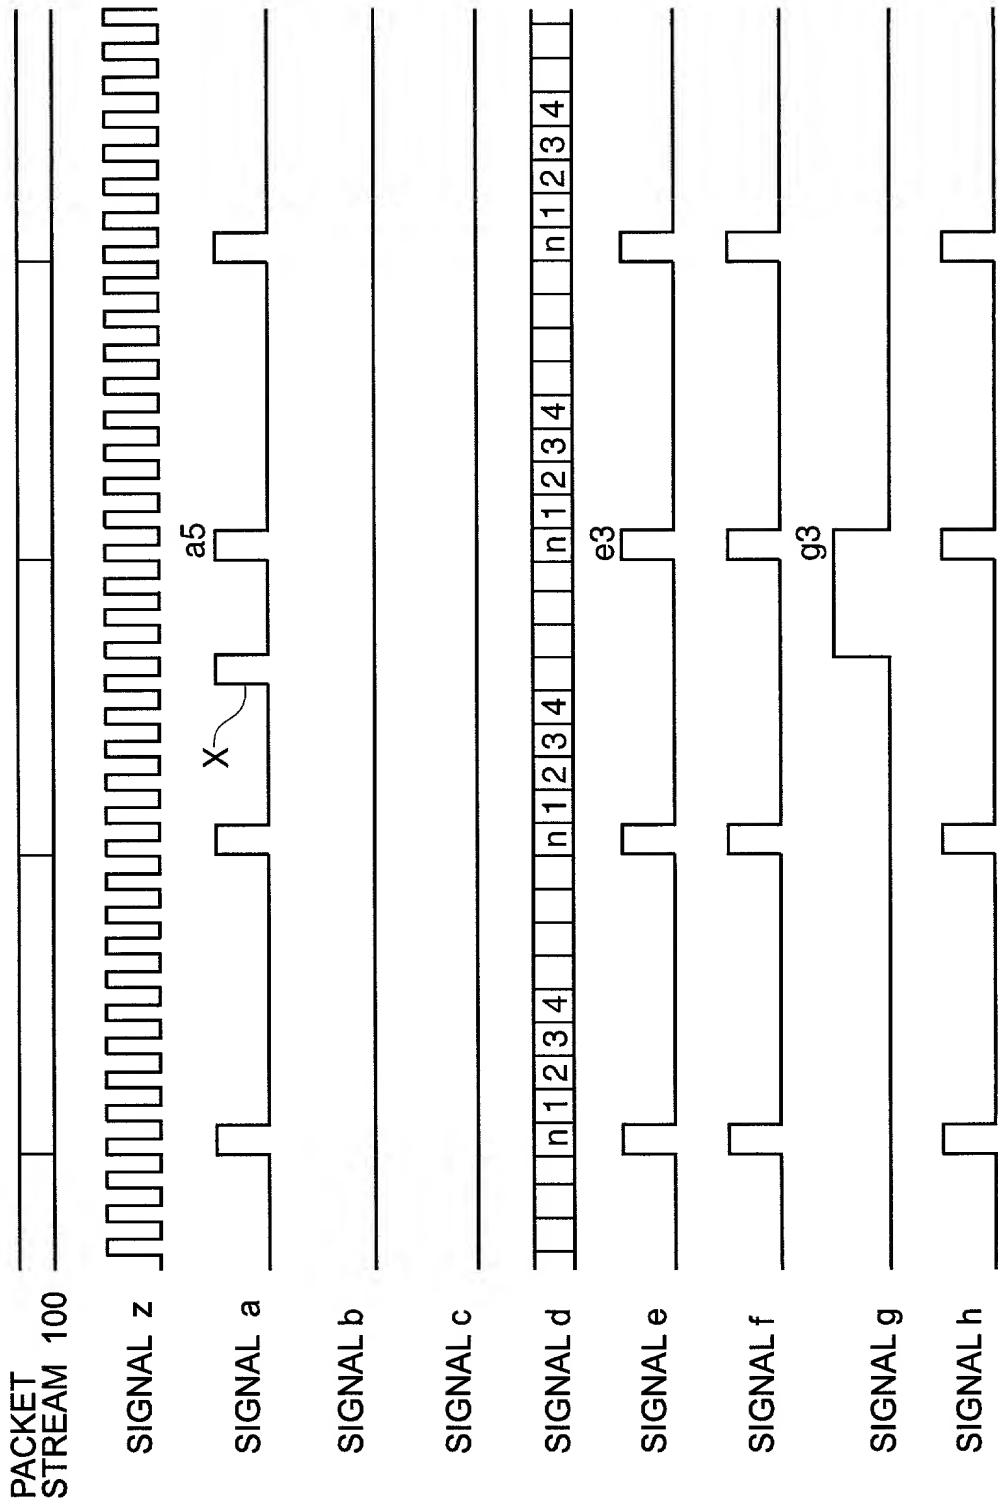 PACKET
STREAM 100
SIGNAL z
SIGNAL a
X
a5
SIGNAL b
SIGNAL c
SIGNAL d
n 1 2 3 4 n 1 2 3 4 n 1 2 3 4 n 1 2 3 4
SIGNAL e
e3
SIGNAL f
SIGNAL g
g3
SIGNAL h